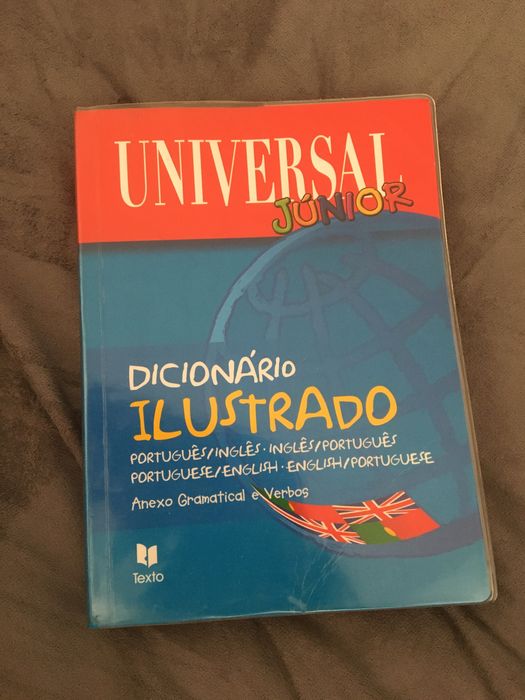 UNIVERSAL
JÚNIOR
DICIONÁRIO
ILUSTRADO
PORTUGUÊS/INGLÊS · INGLÊS/PORTUGUÊS
PORTUGUESE/ENGLISH · ENGLISH/PORTUGUESE
Anexo Gramatical e Verbos
Texto